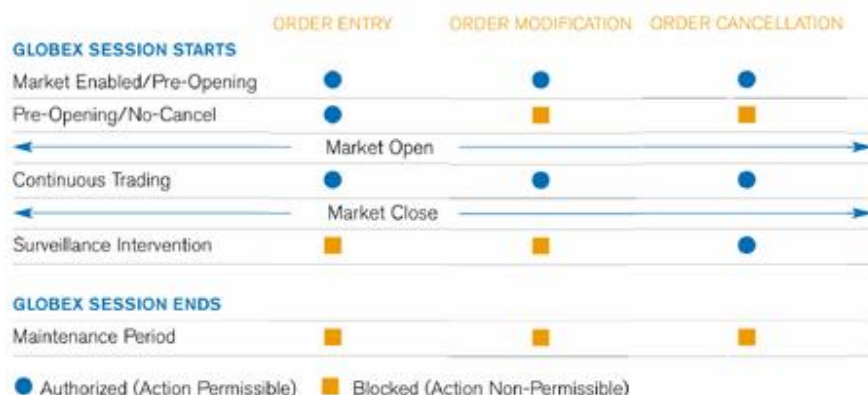 ORDER ENTRY ORDER MODIFICATION ORDER CANCELLATION
GLOBEX SESSION STARTS
Market Enabled/Pre-Opening
Pre-Opening/No-Cancel
Market Open
Continuous Trading
Market Close
Surveillance Intervention
GLOBEX SESSION ENDS
Maintenance Period
Authorized (Action Permissible) Blocked (Action Non-Permissible)